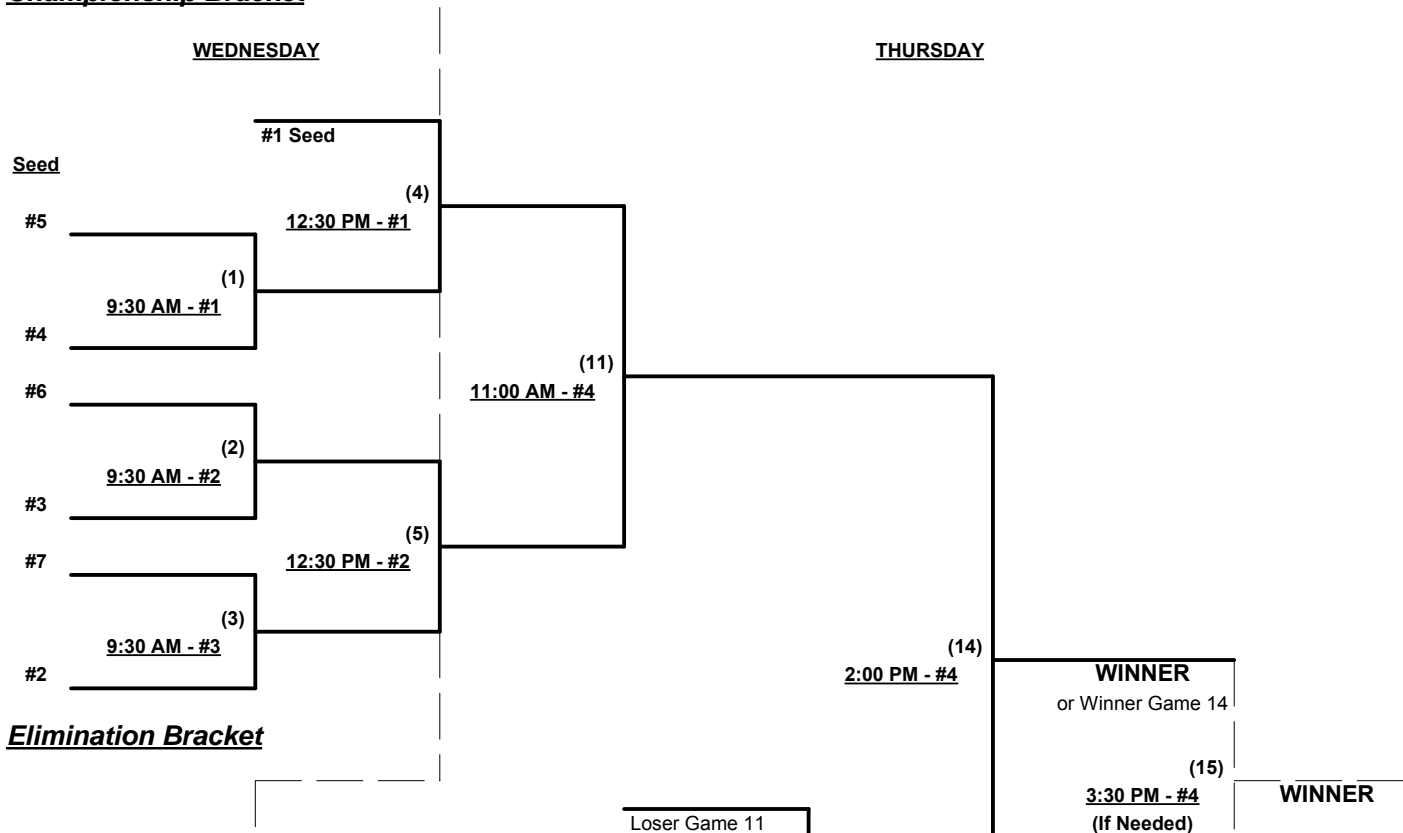 Championship Bracket
WEDNESDAY THURSDAY
#1 Seed
Seed
(4)
#5 12:30 PM - #1
(1)
9:30 AM - #1
#4
(11)
#6 11:00 AM - #4
(2)
9:30 AM - #2
#3
(5)
#7 12:30 PM - #2
(3)
9:30 AM - #3 (14)
#2 2:00 PM - #4 WINNER
or Winner Game 14
Elimination Bracket
(15)
3:30 PM - #4 WINNER
Loser Game 11 (If Needed)